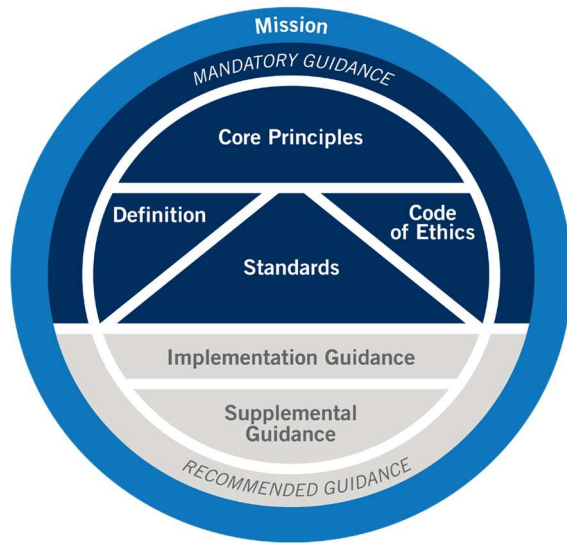 Mission
MANDATORY GUIDANCE
Core Principles
Definition
Code
of Ethics
Standards
Implementation Guidance
Supplemental
Guidance
RECOMMENDED GUIDANCE